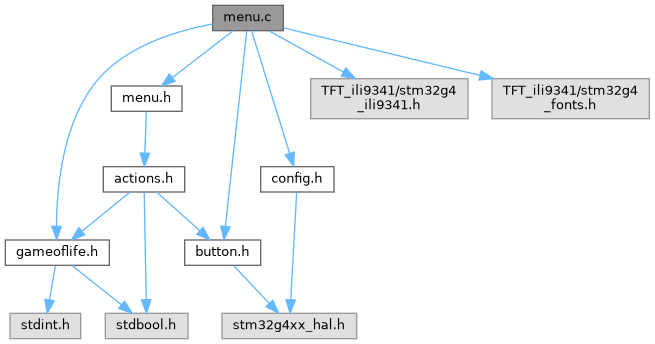 menu.c
menu.h
TFT_ili9341/stm32g4
_ili9341.h
TFT_ili9341/stm32g4
_fonts.h
actions.h
config.h
gameoflife.h
button.h
stdint.h
stdbool.h
stm32g4xx_hal.h